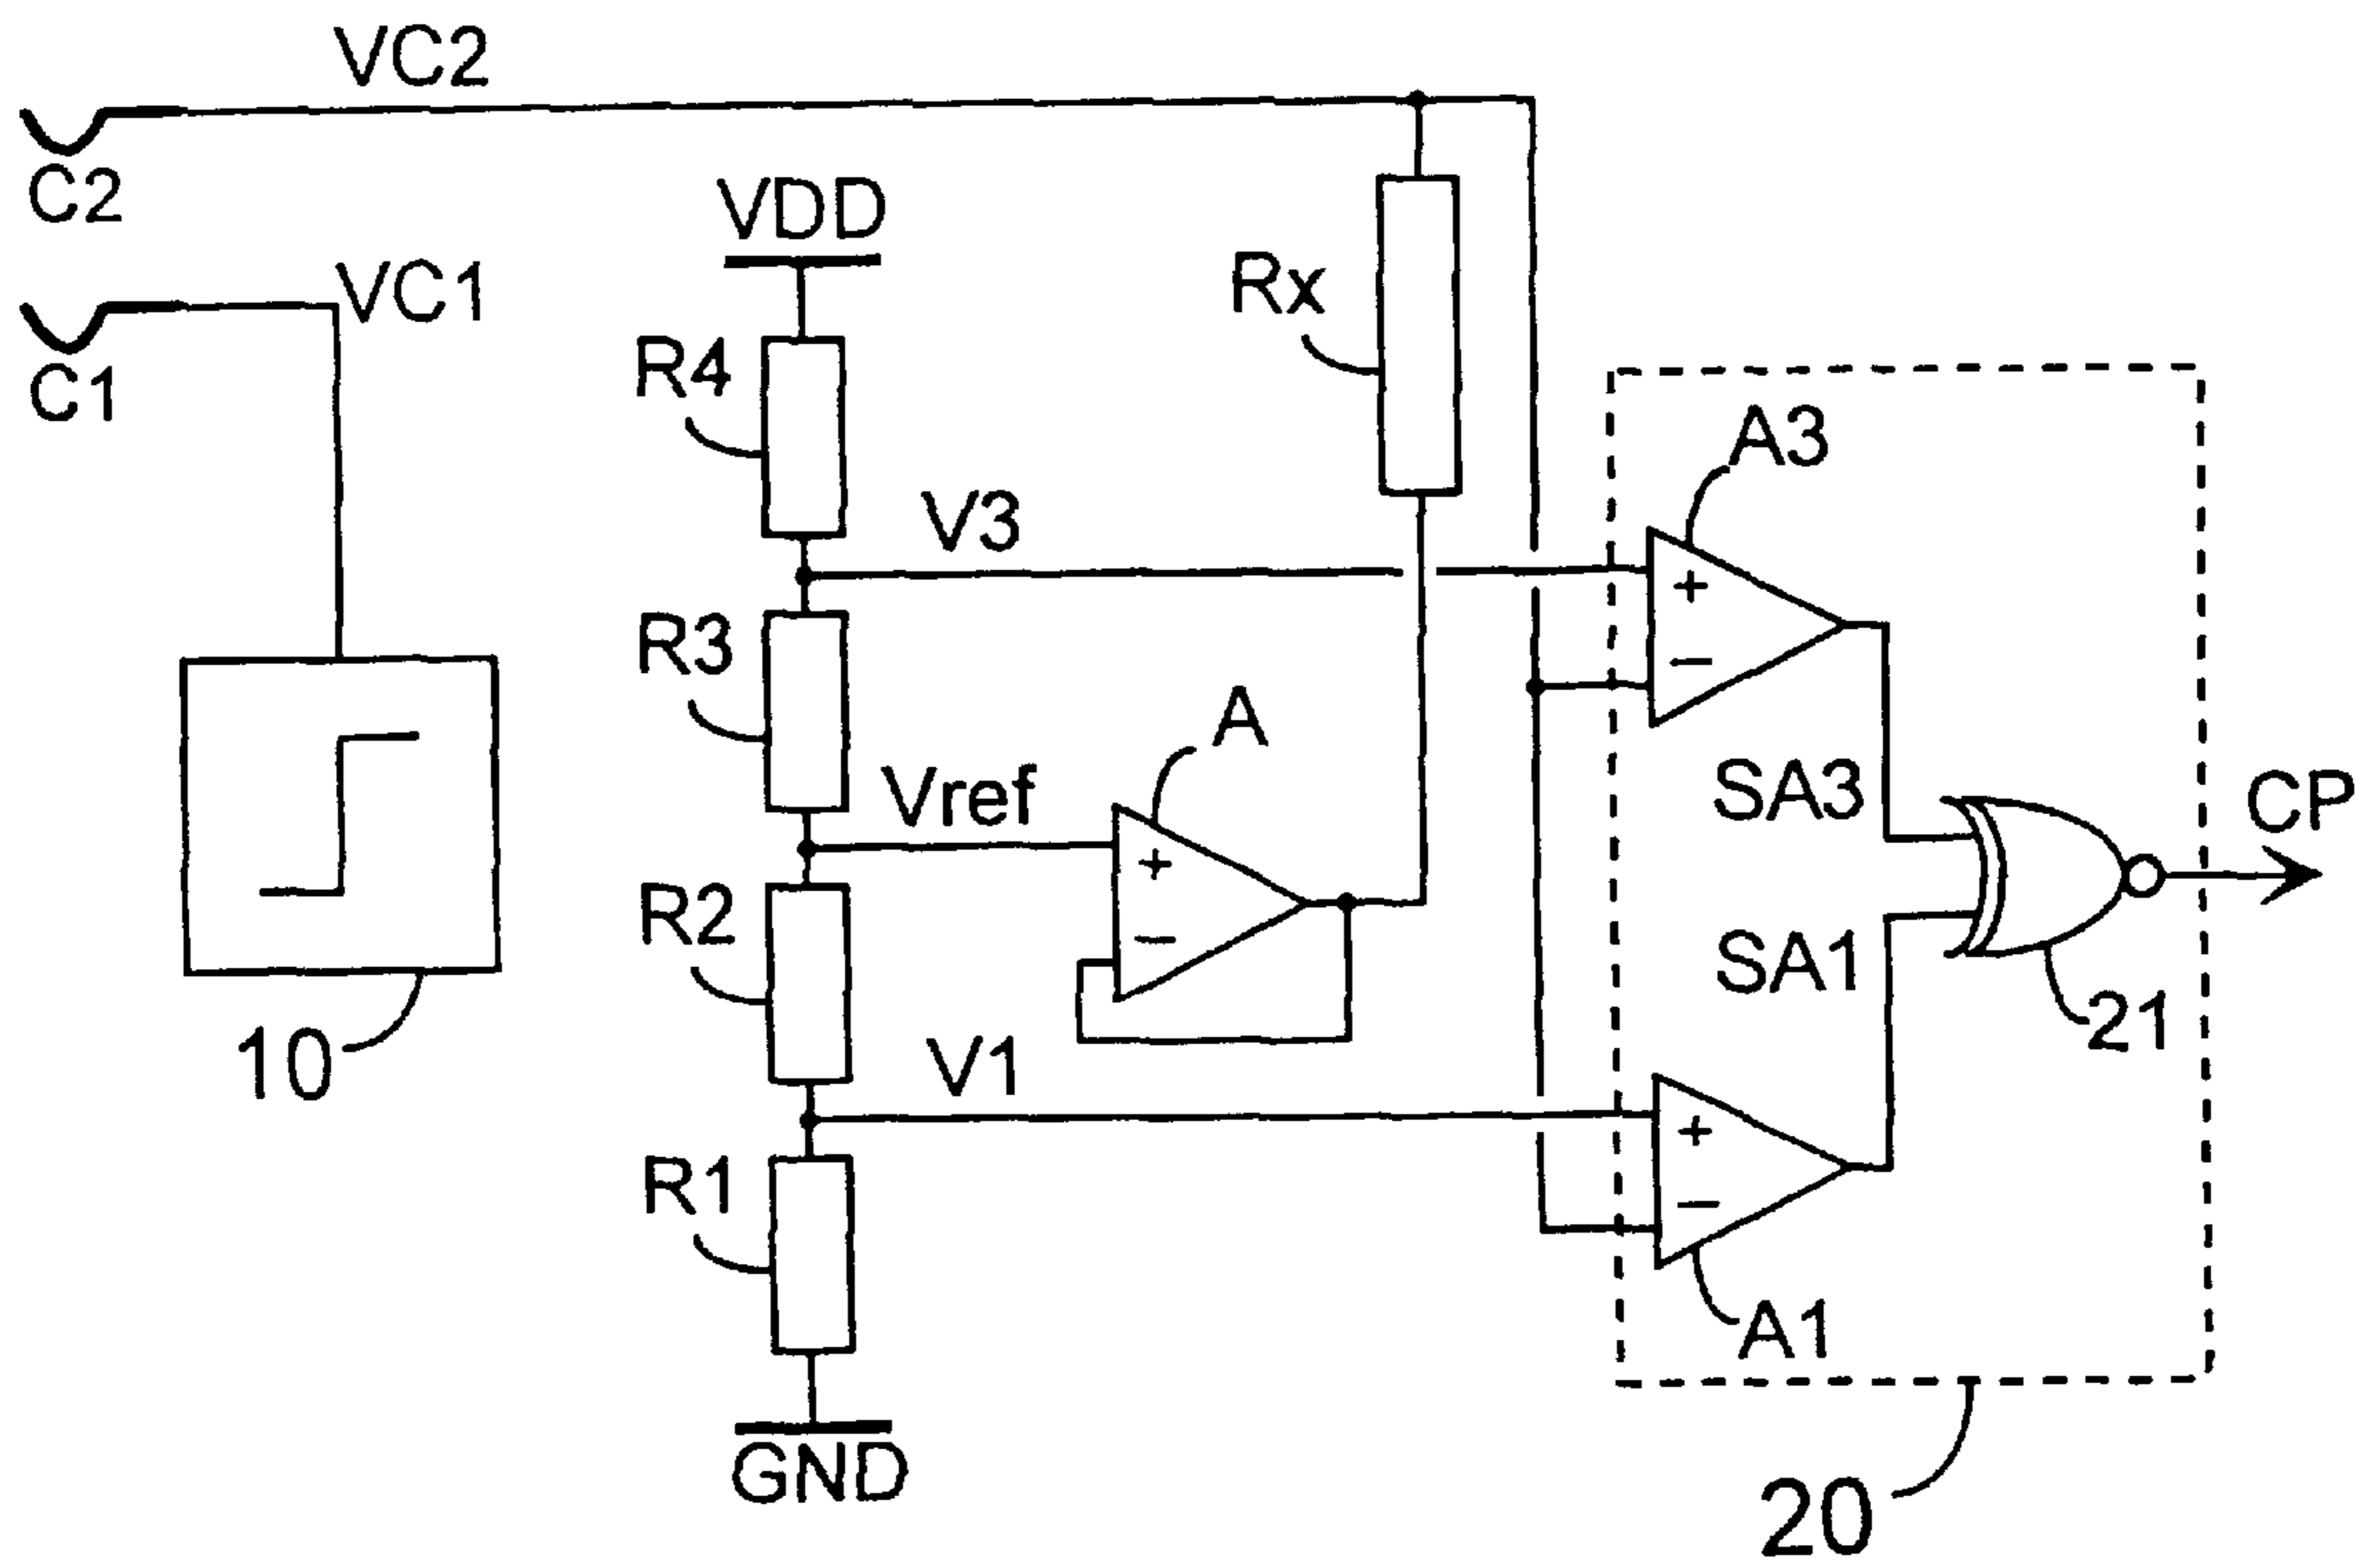 VC2
C2
VDD
VC1
Rx
R4
C1
A3
V3
+
−
R3
A
SA3
Vref
CP
+
−
R2
SA1
21
10
V1
+
−
R1
A1
GND
20